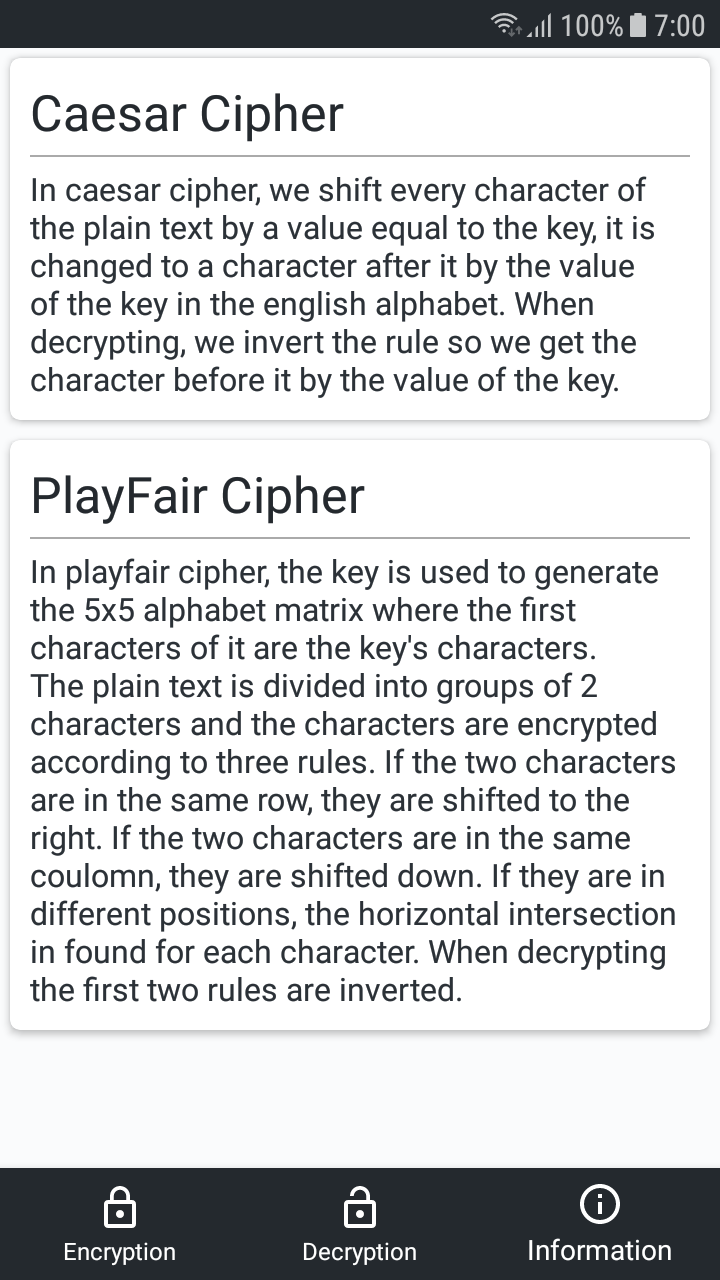 100% 7:00
Caesar Cipher
In caesar cipher, we shift every character of
the plain text by a value equal to the key, it is
changed to a character after it by the value
of the key in the english alphabet. When
decrypting, we invert the rule so we get the
character before it by the value of the key.
PlayFair Cipher
In playfair cipher, the key is used to generate
the 5x5 alphabet matrix where the first
characters of it are the key's characters.
The plain text is divided into groups of 2
characters and the characters are encrypted
according to three rules. If the two characters
are in the same row, they are shifted to the
right. If the two characters are in the same
coulomn, they are shifted down. If they are in
different positions, the horizontal intersection
in found for each character. When decrypting
the first two rules are inverted.
Encryption Decryption Information